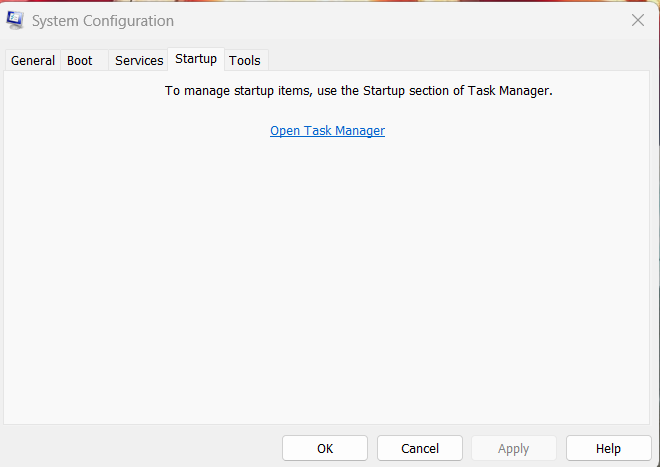 System Configuration
General Boot Services Startup Tools
To manage startup items, use the Startup section of Task Manager.
Open Task Manager
OK Cancel Apply Help